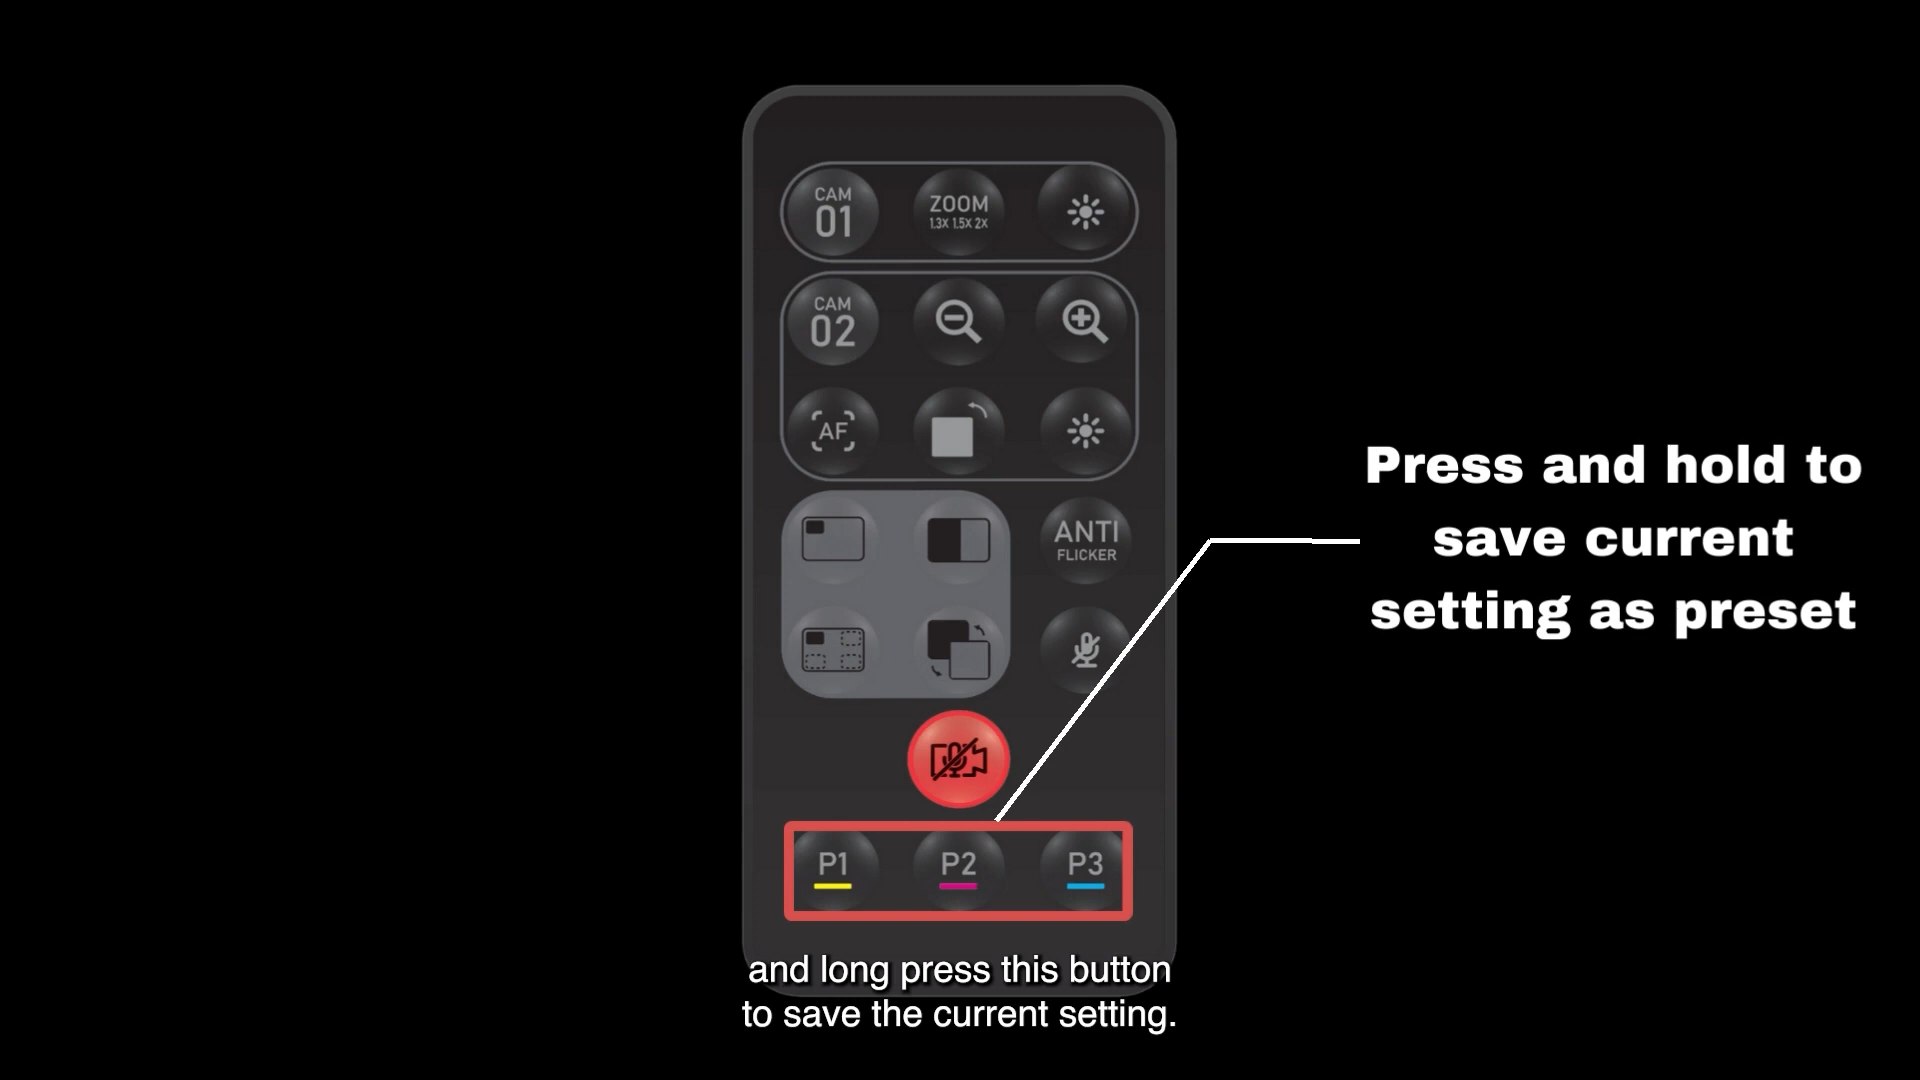 CAM
01
ZOOM
1.3X 1.5X 2X
CAM
02
AF
ANTI
FLICKER
Press and hold to
save current
setting as preset
P1
P2
P3
and long press this button
to save the current setting.